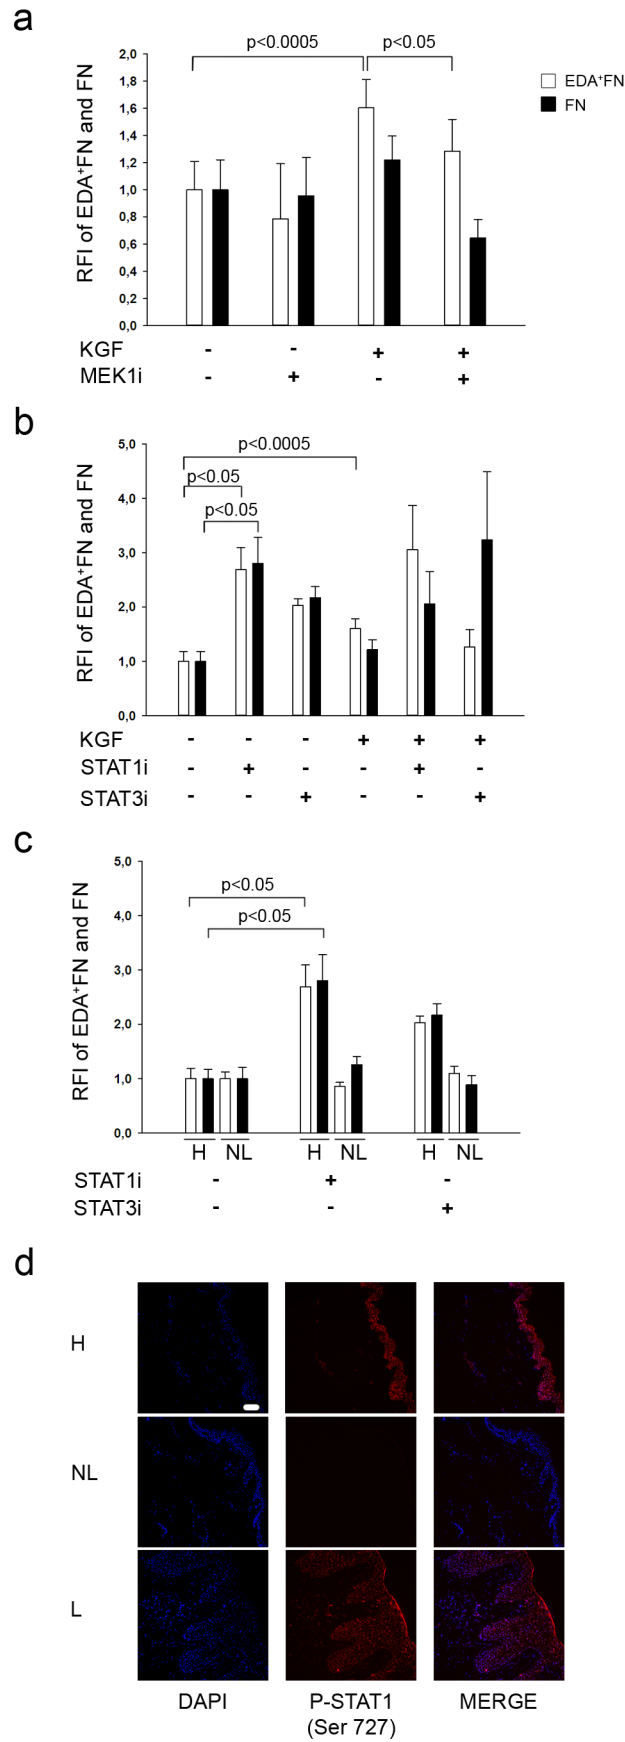 a
p<0.0005 p<0.05
EDA⁺FN
FN
RFI of EDA⁺FN and FN
2,0
1,8
1,6
1,4
1,2
1,0
0,8
0,6
0,4
0,2
0,0
KGF - - + +
MEK1i - + - +
b
p<0.0005
p<0.05
p<0.05
RFI of EDA⁺FN and FN
5,0
4,0
3,0
2,0
1,0
0,0
KGF - - - + + +
STAT1i - + - - + -
STAT3i - - + - - +
c
p<0.05
p<0.05
RFI of EDA⁺FN and FN
5,0
4,0
3,0
2,0
1,0
0,0
H NL H NL H NL
STAT1i - + -
STAT3i - - +
d
H
NL
L
DAPI P-STAT1 MERGE
(Ser 727)